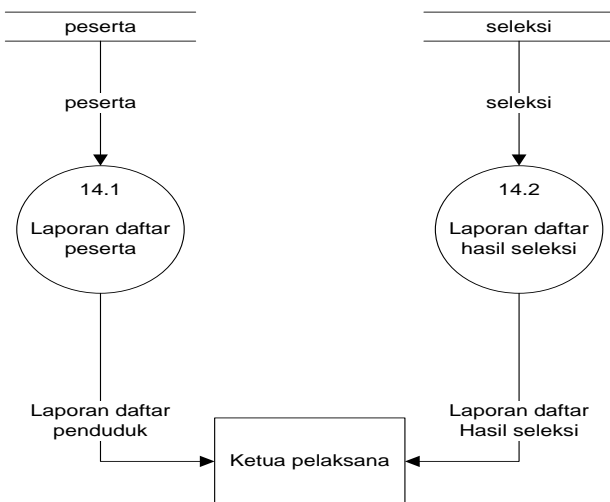 peserta
seleksi
peserta
seleksi
14.1
Laporan daftar
peserta
14.2
Laporan daftar
hasil seleksi
Laporan daftar
penduduk
Laporan daftar
Hasil seleksi
Ketua pelaksana